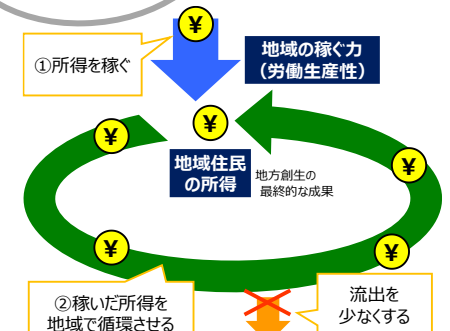 ¥
①所得を稼ぐ
地域の稼ぐ力
（労働生産性）
¥
¥
地域住民
の所得
地方創生の
最終的な成果
¥
¥
¥
②稼いだ所得を
地域で循環させる
流出を
少なくする